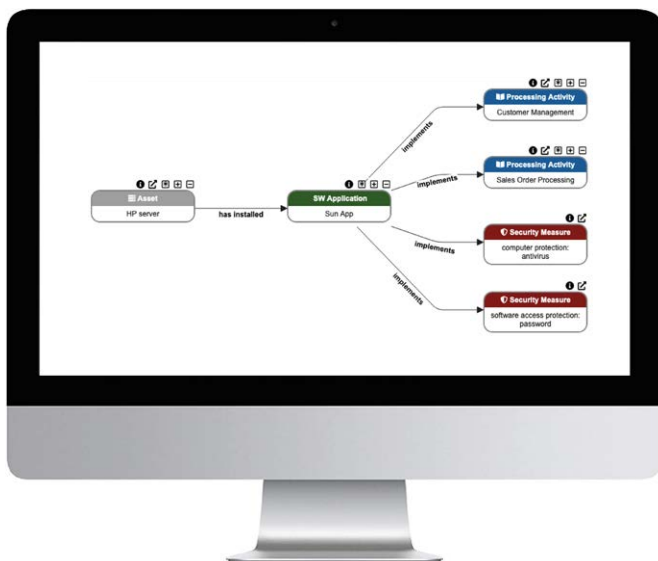 Processing Activity
Customer Management
implements
Processing Activity
Sales Order Processing
implements
Asset
HP server
has installed
SW Application
Sun App
Security Measure
computer protection:
antivirus
implements
Security Measure
software access protection:
password
implements